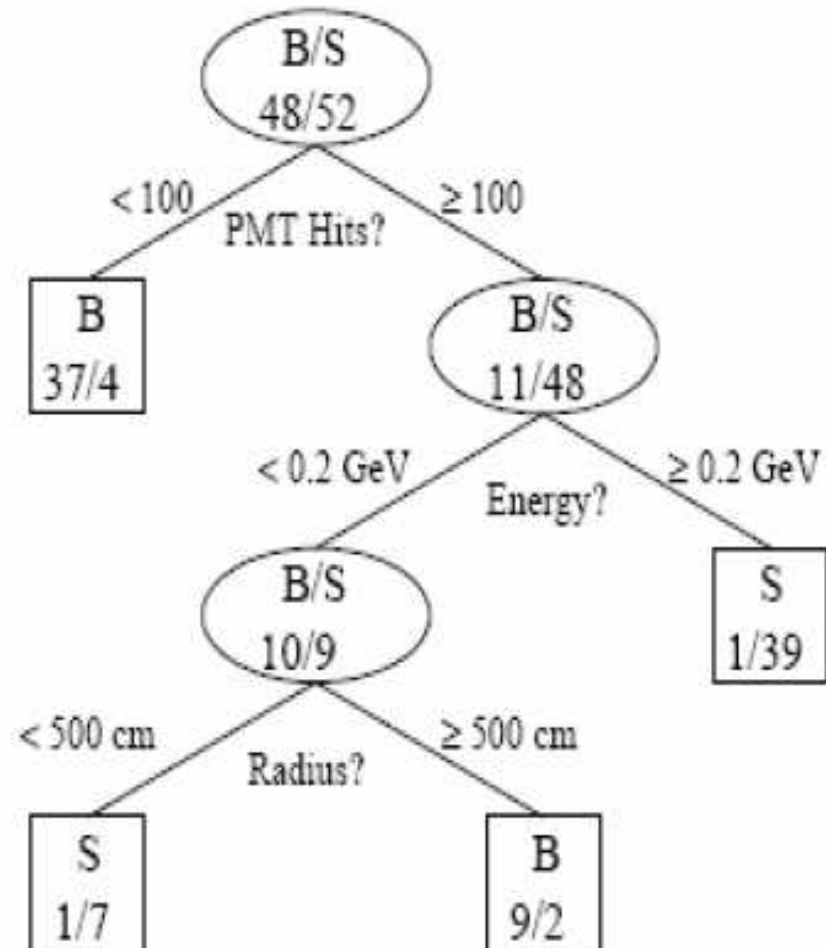 B/S
48/52
< 100
≥ 100
PMT Hits?
B
37/4
B/S
11/48
< 0.2 GeV
≥ 0.2 GeV
Energy?
B/S
10/9
S
1/39
< 500 cm
≥ 500 cm
Radius?
S
1/7
B
9/2